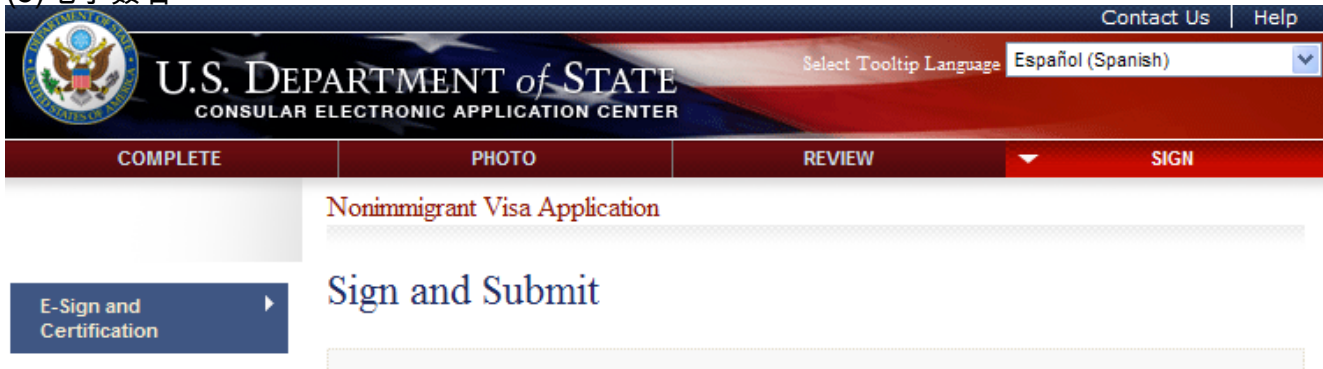 Contact Us | Help
U.S. DEPARTMENT of STATE
CONSULAR ELECTRONIC APPLICATION CENTER
Select Tooltip Language Español (Spanish)
COMPLETE PHOTO REVIEW SIGN
Nonimmigrant Visa Application
Sign and Submit
E-Sign and
Certification